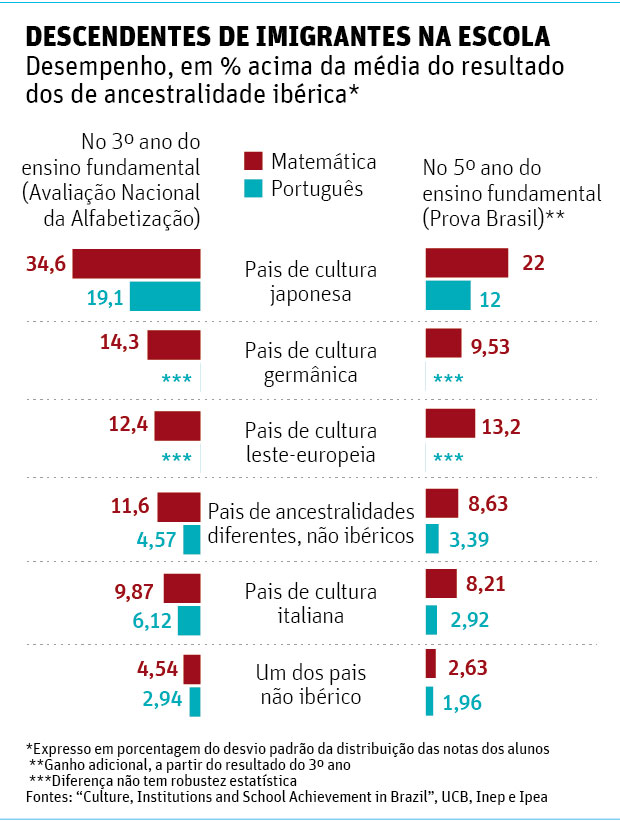 DESCENDENTES DE IMIGRANTES NA ESCOLA
Desempenho, em % acima da média do resultado
dos de ancestralidade ibérica*
No 3º ano do
ensino fundamental
(Avaliação Nacional
da Alfabetização)
Matemática
Português
No 5º ano do
ensino fundamental
(Prova Brasil)**
34,6
19,1
Pais de cultura
japonesa
22
12
14,3
***
Pais de cultura
germânica
9,53
***
12,4
***
Pais de cultura
leste-europeia
13,2
***
11,6
4,57
Pais de ancestralidades
diferentes, não ibéricos
8,63
3,39
9,87
6,12
Pais de cultura
italiana
8,21
2,92
4,54
2,94
Um dos pais
não ibérico
2,63
1,96
*Expresso em porcentagem do desvio padrão da distribuição das notas dos alunos
**Ganho adicional, a partir do resultado do 3º ano
***Diferença não tem robustez estatística
Fontes: “Culture, Institutions and School Achievement in Brazil”, UCB, Inep e Ipea